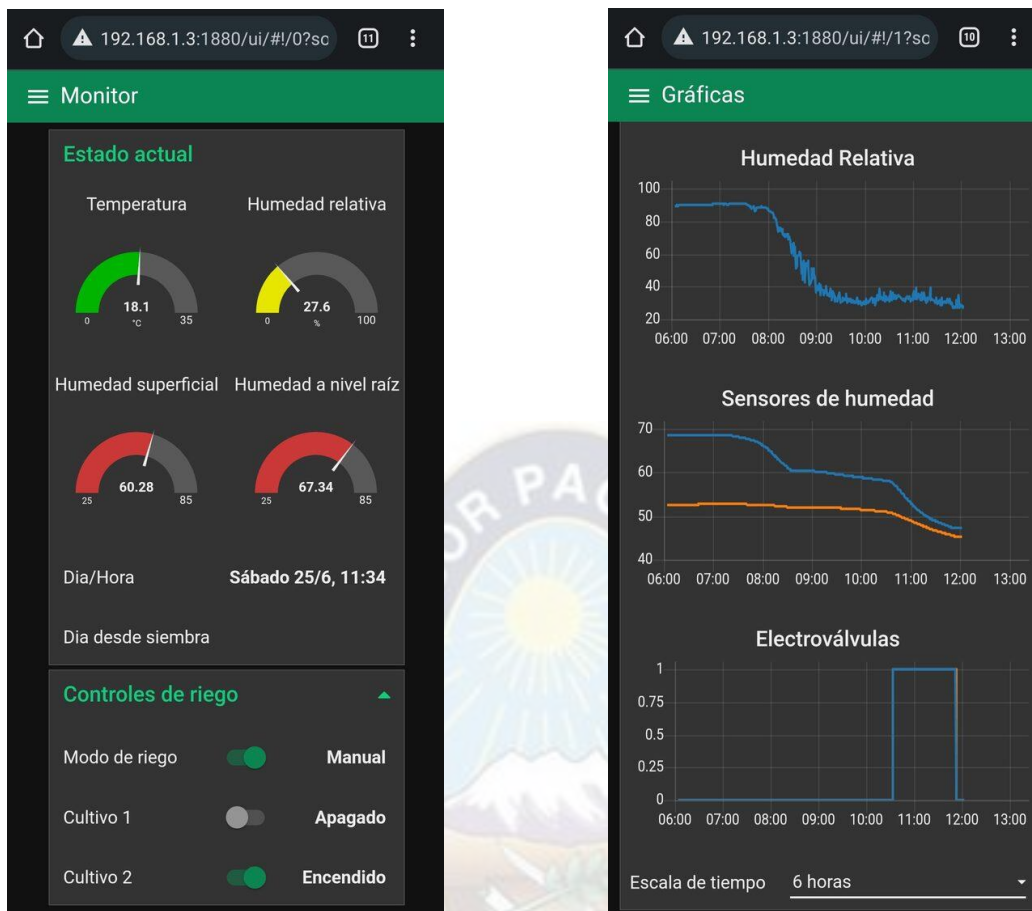 192.168.1.3:1880/ui/#!/0?sc
11
Monitor
Estado actual
Temperatura
Humedad relativa
18.1
°C
0
35
27.6
%
0
100
Humedad superficial
Humedad a nivel raíz
60.28
25
85
67.34
25
85
Dia/Hora
Sábado 25/6, 11:34
Dia desde siembra
Controles de riego
Modo de riego
Manual
Cultivo 1
Apagado
Cultivo 2
Encendido
192.168.1.3:1880/ui/#!/1?sc
10
Gráficas
Humedad Relativa
100
80
60
40
20
06:00 07:00 08:00 09:00 10:00 11:00 12:00 13:00
Sensores de humedad
70
60
50
40
06:00 07:00 08:00 09:00 10:00 11:00 12:00 13:00
Electroválvulas
1
0.75
0.5
0.25
0
06:00 07:00 08:00 09:00 10:00 11:00 12:00 13:00
Escala de tiempo
6 horas
OR PA